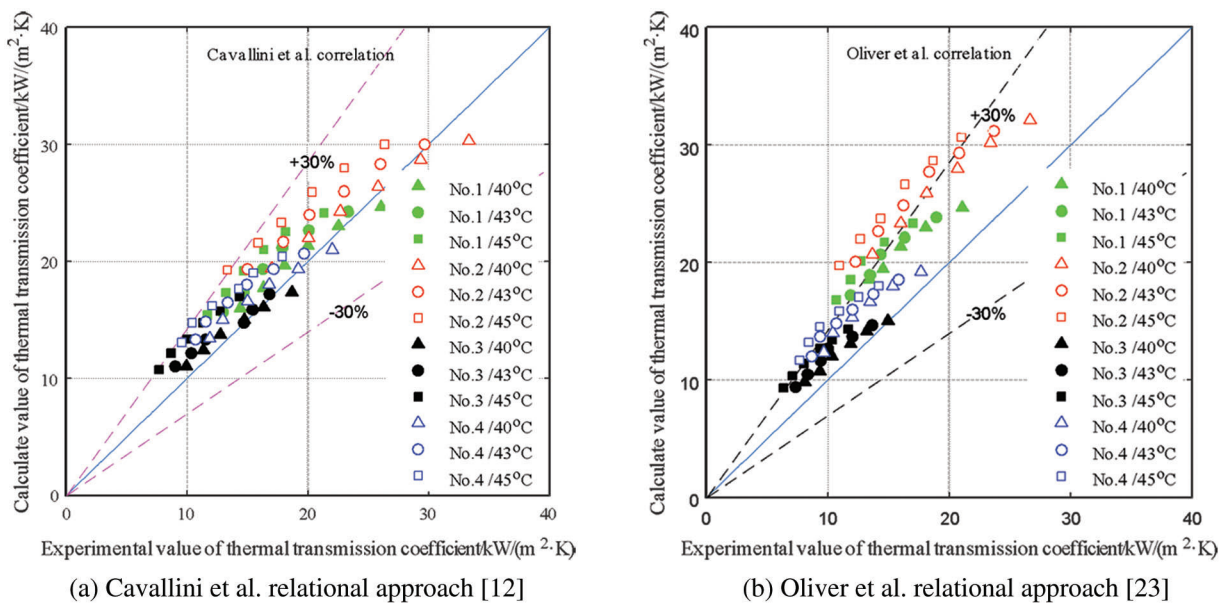 Cavallini et al. correlation
+30%
-30%
No.1 /40°C
No.1 /43°C
No.1 /45°C
No.2 /40°C
No.2 /43°C
No.2 /45°C
No.3 /40°C
No.3 /43°C
No.3 /45°C
No.4 /40°C
No.4 /43°C
No.4 /45°C
Calculate value of thermal transmission coefficient/kW/(m²·K)
40
30
20
10
0
0 10 20 30 40
Experimental value of thermal transmission coefficient/kW/(m²·K)
(a) Cavallini et al. relational approach [12]
Oliver et al. correlation
+30%
-30%
No.1 /40°C
No.1 /43°C
No.1 /45°C
No.2 /40°C
No.2 /43°C
No.2 /45°C
No.3 /40°C
No.3 /43°C
No.3 /45°C
No.4 /40°C
No.4 /43°C
No.4 /45°C
Calculate value of thermal transmission coefficient/kW/(m²·K)
40
30
20
10
0
0 10 20 30 40
Experimental value of thermal transmission coefficient/kW/(m²·K)
(b) Oliver et al. relational approach [23]